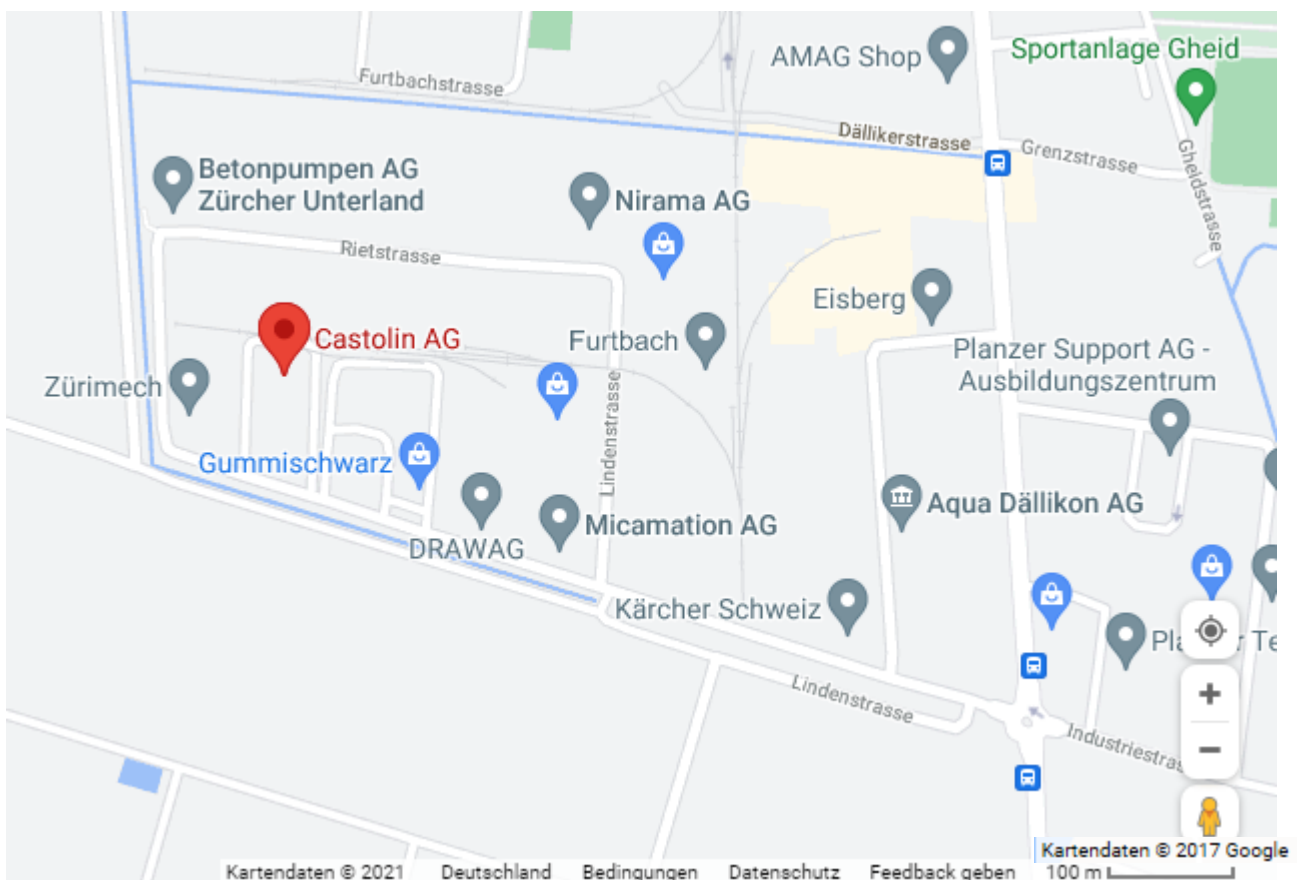 AMAG Shop
Sportanlage Gheid
Furtbachstrasse
Dällikerstrasse
Grenzstrasse
Gheidstrasse
Betonpumpen AG
Zürcher Unterland
Nirama AG
Rietstrasse
Eisberg
Castolin AG
Furtbach
Planzer Support AG -
Ausbildungszentrum
Zürimech
Lindenstrasse
Gummischwarz
Aqua Dällikon AG
Micamation AG
DRAWAG
Kärcher Schweiz
Lindenstrasse
Kartendaten © 2017 Google
Kartendaten © 2021 Deutschland Bedingungen Datenschutz Feedback geben 100 m